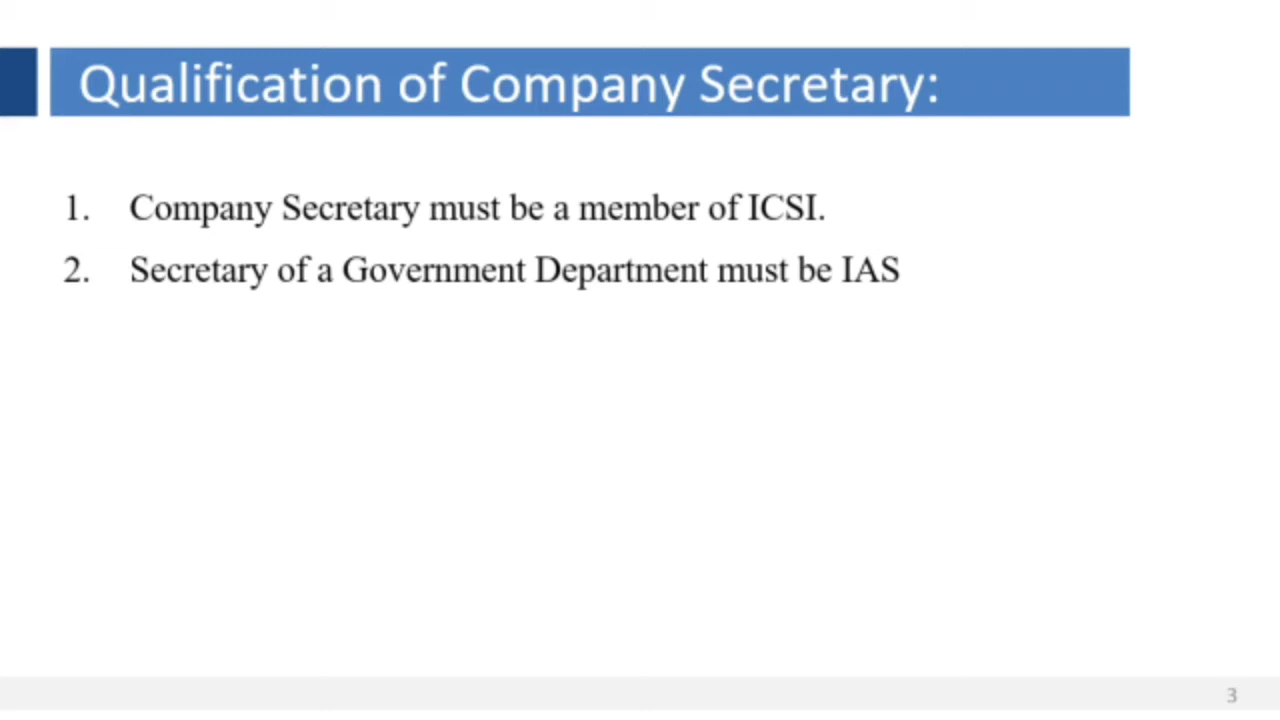 Qualification of Company Secretary:
1. Company Secretary must be a member of ICSI.
2. Secretary of a Government Department must be IAS
3